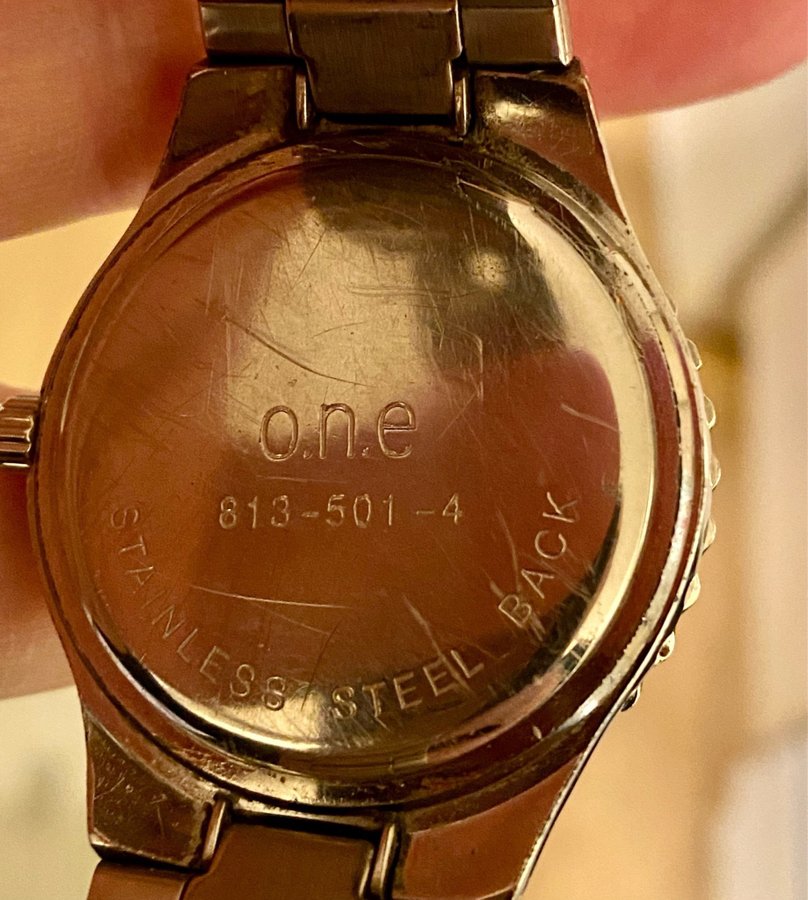 o.n.e
813-501-4
STAINLESS STEEL BACK